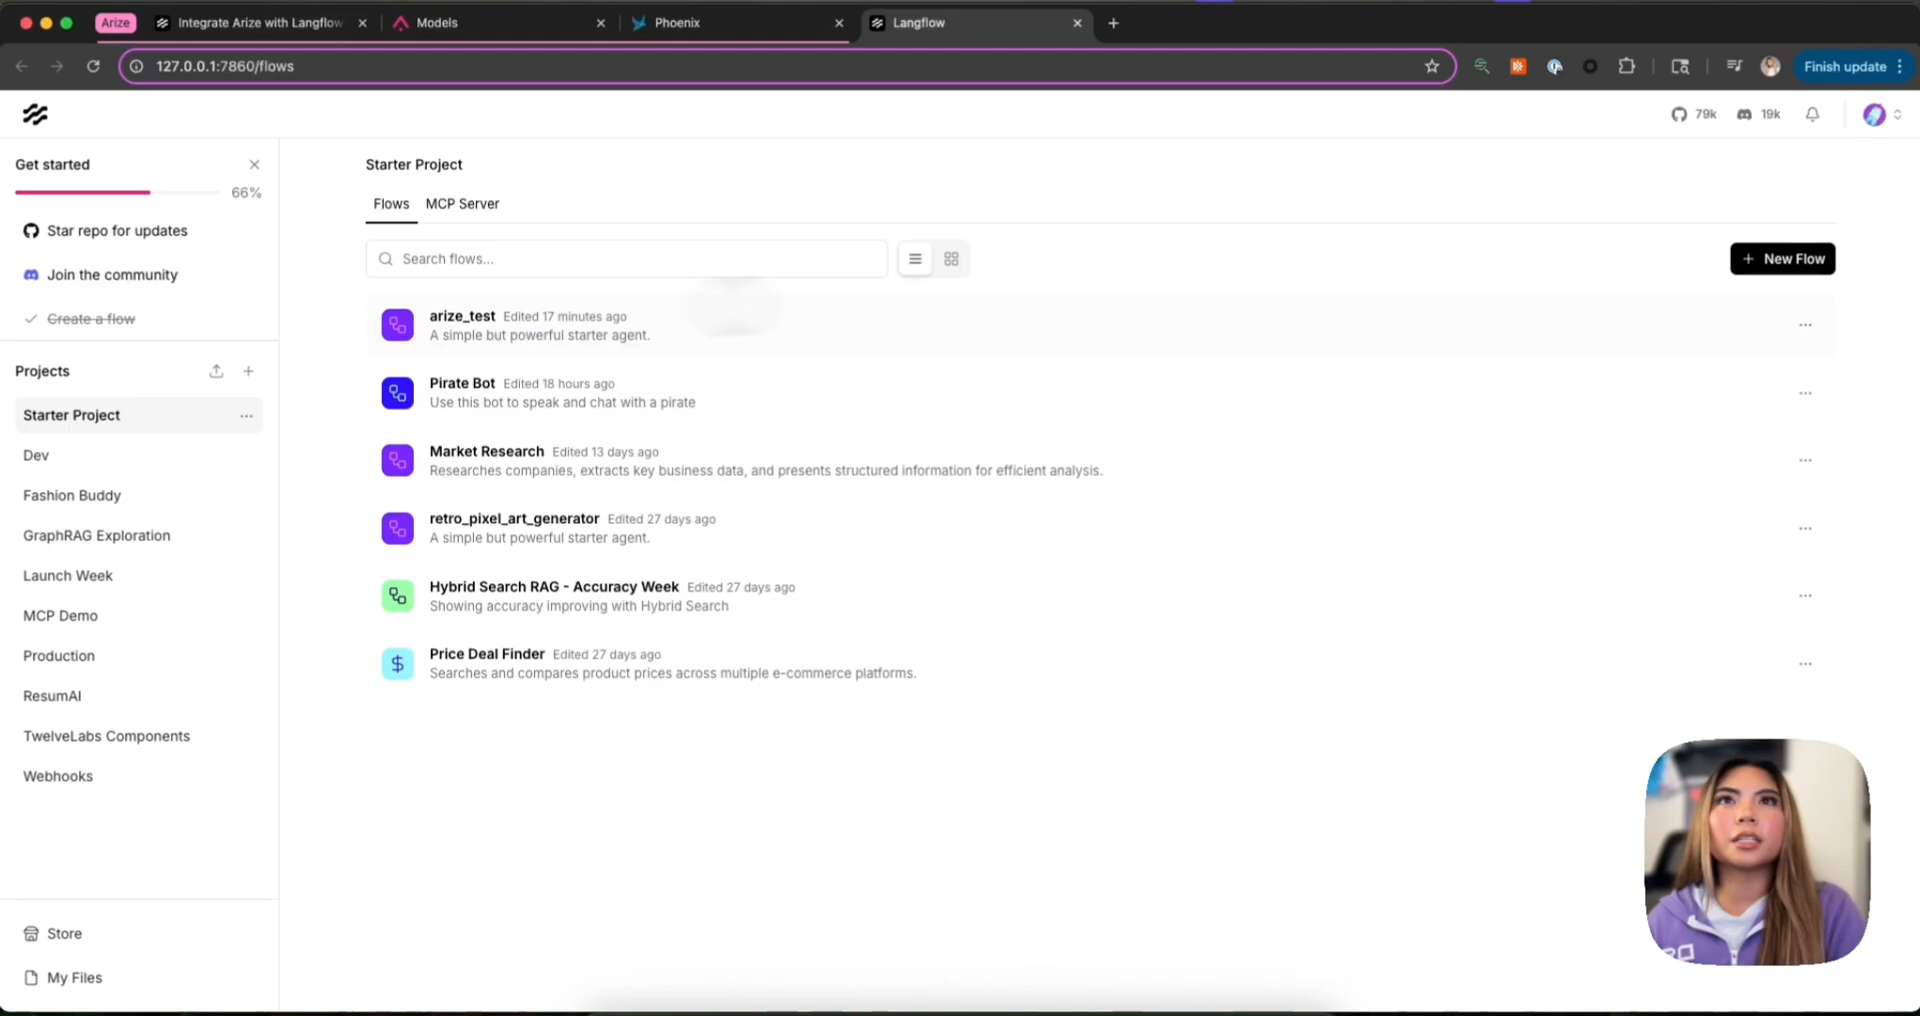 Arize
Integrate Arize with Langflow
Models
Phoenix
Langflow
127.0.0.1:7860/flows
Finish update
79k
19k
Get started
66%
Star repo for updates
Join the community
Create a flow
Projects
Starter Project
Dev
Fashion Buddy
GraphRAG Exploration
Launch Week
MCP Demo
Production
ResumAI
TwelveLabs Components
Webhooks
Store
My Files
Starter Project
Flows MCP Server
Search flows...
New Flow
arize_test Edited 17 minutes ago
A simple but powerful starter agent.
Pirate Bot Edited 18 hours ago
Use this bot to speak and chat with a pirate
Market Research Edited 13 days ago
Researches companies, extracts key business data, and presents structured information for efficient analysis.
retro_pixel_art_generator Edited 27 days ago
A simple but powerful starter agent.
Hybrid Search RAG - Accuracy Week Edited 27 days ago
Showing accuracy improving with Hybrid Search
Price Deal Finder Edited 27 days ago
Searches and compares product prices across multiple e-commerce platforms.